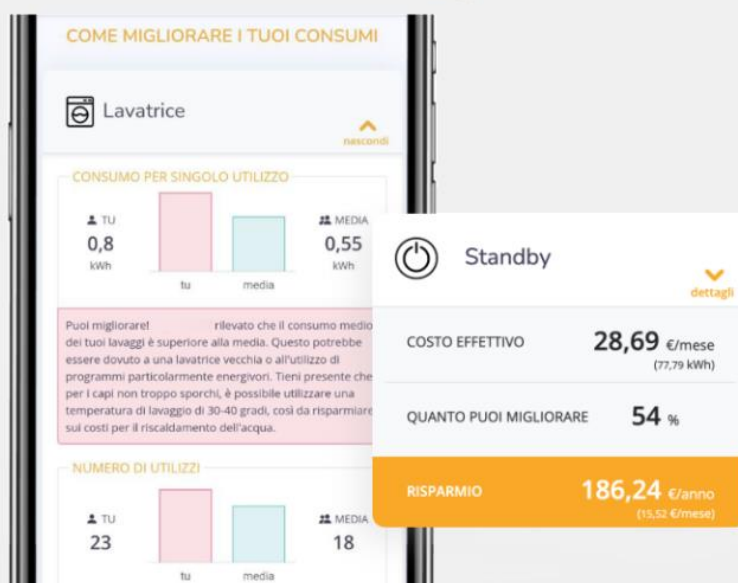 COME MIGLIORARE I TUOI CONSUMI
Lavatrice
nascondi
CONSUMO PER SINGOLO UTILIZZO
TU
0,8
kWh
tu
media
MEDIA
0,55
kWh
Puoi migliorare! rilevato che il consumo medio
dei tuoi lavaggi è superiore alla media. Questo potrebbe
essere dovuto a una lavatrice vecchia o all'utilizzo di
programmi particolarmente energivori. Tieni presente che
per i capi non troppo sporchi, è possibile utilizzare una
temperatura di lavaggio di 30-40 gradi, così da risparmiare
sui costi per il riscaldamento dell'acqua.
NUMERO DI UTILIZZI
TU
23
tu
media
MEDIA
18
Standby
dettagli
COSTO EFFETTIVO 28,69 €/mese
(77,79 kWh)
QUANTO PUOI MIGLIORARE 54 %
RISPARMIO 186,24 €/anno
(15,52 €/mese)